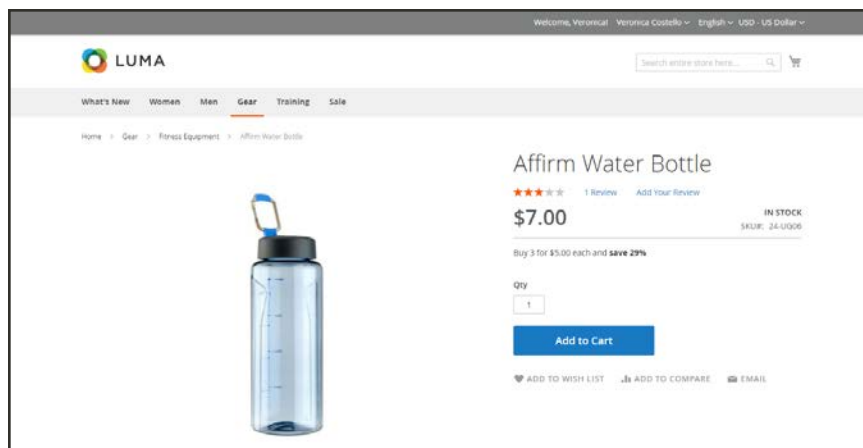 Welcome, Veronica! Veronica Costello English USD - US Dollar
LUMA
Search entire store here...
What's New Women Men Gear Training Sale
Home > Gear > Fitness Equipment > Affirm Water Bottle
Affirm Water Bottle
1 Review Add Your Review
$7.00
IN STOCK
SKU#: 24-UG06
Buy 3 for $5.00 each and save 29%
Qty
1
Add to Cart
ADD TO WISH LIST ADD TO COMPARE EMAIL